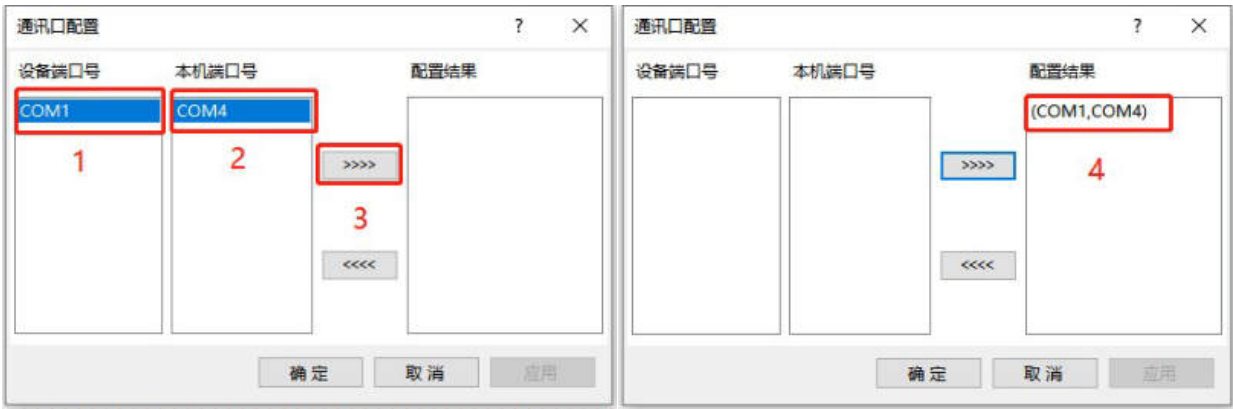 通讯口配置 ? ×
设备端口号 本机端口号 配置结果
COM1 COM4
1 2 >>>>
3
<<<<
确定 取消 应用
通讯口配置 ? ×
设备端口号 本机端口号 配置结果
(COM1,COM4)
>>>> 4
<<<<
确定 取消 应用